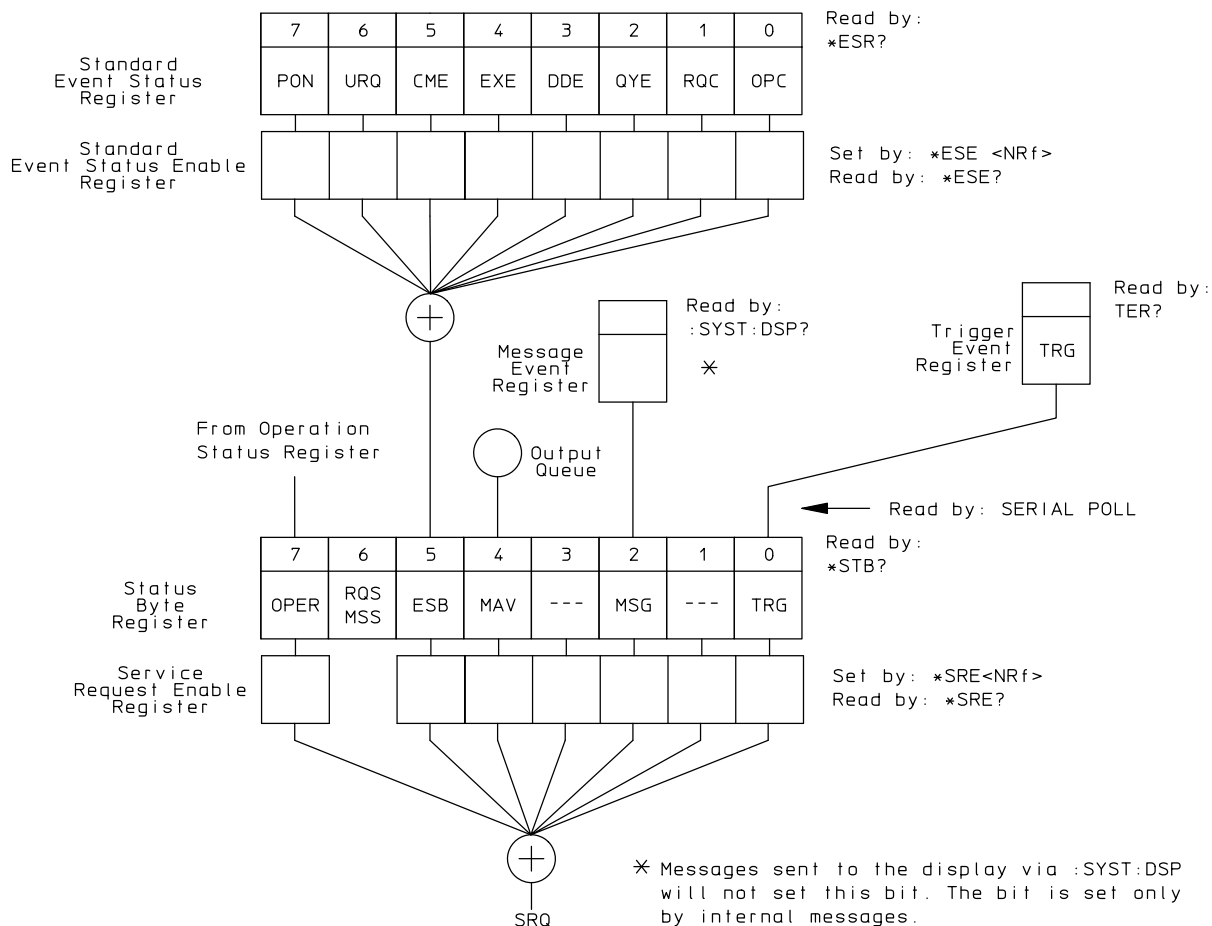 7 6 5 4 3 2 1 0
Read by:
*ESR?
Standard
Event Status
Register
PON URQ CME EXE DDE QYE RQC OPC
Standard
Event Status Enable
Register
Set by: *ESE <NRf>
Read by: *ESE?
Read by:
:SYST:DSP?
Message
Event
Register
*
Read by:
TER?
Trigger
Event
Register
TRG
From Operation
Status Register
Output
Queue
Read by: SERIAL POLL
7 6 5 4 3 2 1 0
Read by:
*STB?
Status
Byte
Register
OPER RQS MSS ESB MAV --- MSG --- TRG
Service
Request Enable
Register
Set by: *SRE<NRf>
Read by: *SRE?
SRQ
* Messages sent to the display via :SYST:DSP
will not set this bit. The bit is set only
by internal messages.